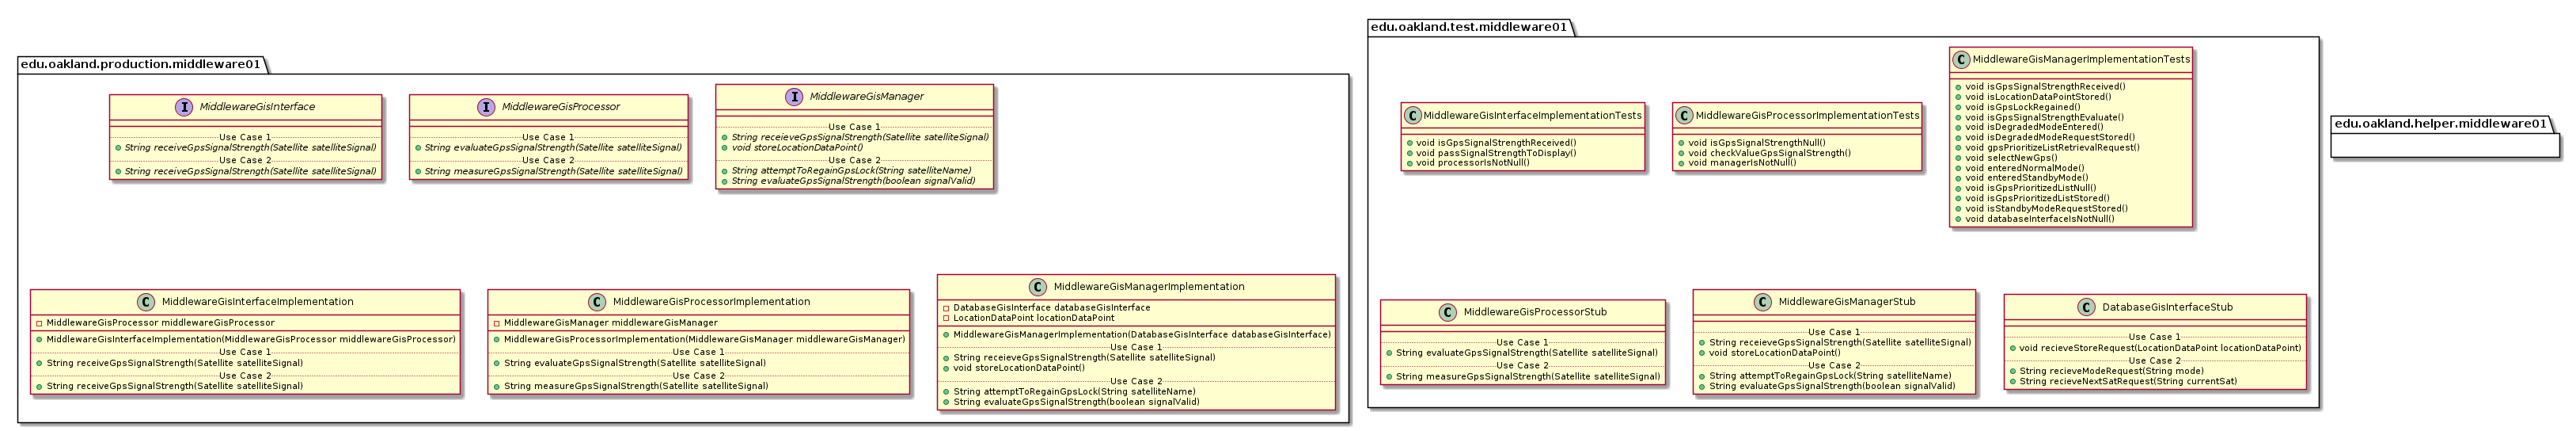 edu.oakland.production.middleware01
I MiddlewareGisInterface
Use Case 1
String receiveGpsSignalStrength(Satellite satelliteSignal)
Use Case 2
String receiveGpsSignalStrength(Satellite satelliteSignal)
I MiddlewareGisProcessor
Use Case 1
String evaluateGpsSignalStrength(Satellite satelliteSignal)
Use Case 2
String measureGpsSignalStrength(Satellite satelliteSignal)
I MiddlewareGisManager
Use Case 1
String receieveGpsSignalStrength(Satellite satelliteSignal)
void storeLocationDataPoint()
Use Case 2
String attemptToRegainGpsLock(String satelliteName)
String evaluateGpsSignalStrength(boolean signalValid)
C MiddlewareGisInterfaceImplementation
MiddlewareGisProcessor middlewareGisProcessor
MiddlewareGisInterfaceImplementation(MiddlewareGisProcessor middlewareGisProcessor)
Use Case 1
String receiveGpsSignalStrength(Satellite satelliteSignal)
Use Case 2
String receiveGpsSignalStrength(Satellite satelliteSignal)
C MiddlewareGisProcessorImplementation
MiddlewareGisManager middlewareGisManager
MiddlewareGisProcessorImplementation(MiddlewareGisManager middlewareGisManager)
Use Case 1
String evaluateGpsSignalStrength(Satellite satelliteSignal)
Use Case 2
String measureGpsSignalStrength(Satellite satelliteSignal)
C MiddlewareGisManagerImplementation
DatabaseGisInterface databaseGisInterface
LocationDataPoint locationDataPoint
MiddlewareGisManagerImplementation(DatabaseGisInterface databaseGisInterface)
Use Case 1
String receieveGpsSignalStrength(Satellite satelliteSignal)
void storeLocationDataPoint()
Use Case 2
String attemptToRegainGpsLock(String satelliteName)
String evaluateGpsSignalStrength(boolean signalValid)
edu.oakland.test.middleware01
C MiddlewareGisInterfaceImplementationTests
void isGpsSignalStrengthReceived()
void passSignalStrengthToDisplay()
void processorIsNotNull()
C MiddlewareGisProcessorImplementationTests
void isGpsSignalStrengthNull()
void checkValueGpsSignalStrength()
void managerIsNotNull()
C MiddlewareGisManagerImplementationTests
void isGpsSignalStrengthReceived()
void isLocationDataPointStored()
void isGpsLockRegained()
void isGpsSignalStrengthEvaluate()
void isDegradedModeEntered()
void isDegradedModeRequestStored()
void gpsPrioritizeListRetrievalRequest()
void selectNewGps()
void enteredNormalMode()
void enteredStandbyMode()
void isGpsPrioritizedListNull()
void isGpsPrioritizedListStored()
void isStandbyModeRequestStored()
void databaseInterfaceIsNotNull()
C MiddlewareGisProcessorStub
Use Case 1
String evaluateGpsSignalStrength(Satellite satelliteSignal)
Use Case 2
String measureGpsSignalStrength(Satellite satelliteSignal)
C MiddlewareGisManagerStub
Use Case 1
String receieveGpsSignalStrength(Satellite satelliteSignal)
void storeLocationDataPoint()
Use Case 2
String attemptToRegainGpsLock(String satelliteName)
String evaluateGpsSignalStrength(boolean signalValid)
C DatabaseGisInterfaceStub
Use Case 1
void recieveStoreRequest(LocationDataPoint locationDataPoint)
Use Case 2
String recieveModeRequest(String mode)
String recieveNextSatRequest(String currentSat)
edu.oakland.helper.middleware01